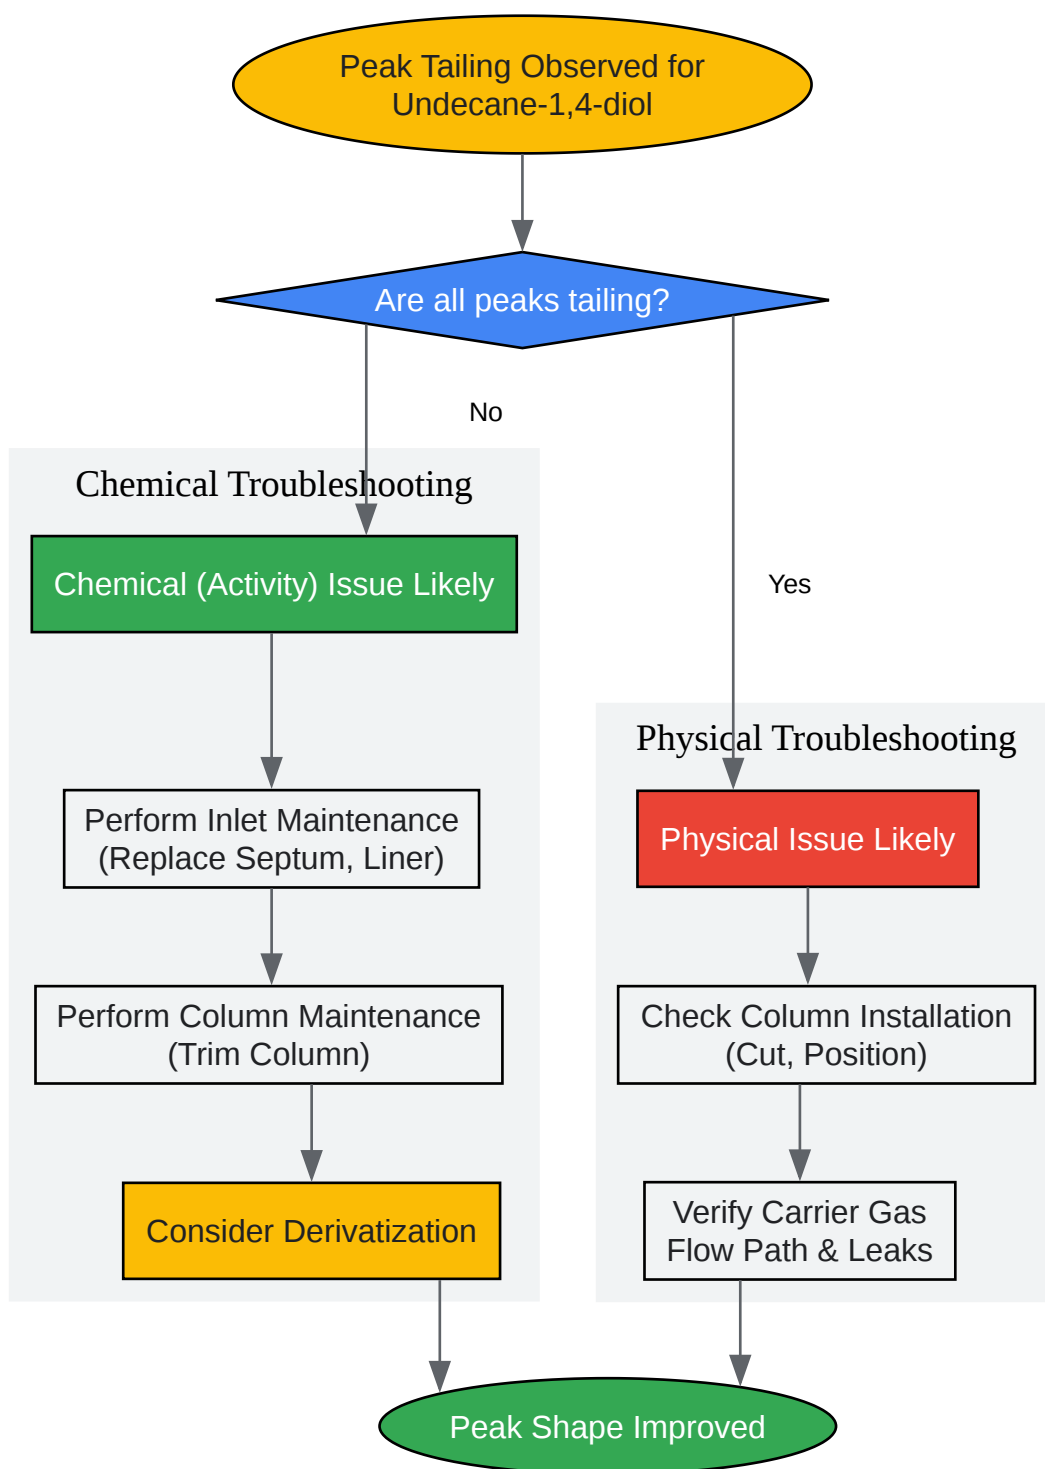 Peak Tailing Observed for
Undecane-1,4-diol
Are all peaks tailing?
No
Yes
Chemical Troubleshooting
Chemical (Activity) Issue Likely
Perform Inlet Maintenance
(Replace Septum, Liner)
Perform Column Maintenance
(Trim Column)
Consider Derivatization
Physical Troubleshooting
Physical Issue Likely
Check Column Installation
(Cut, Position)
Verify Carrier Gas
Flow Path & Leaks
Peak Shape Improved